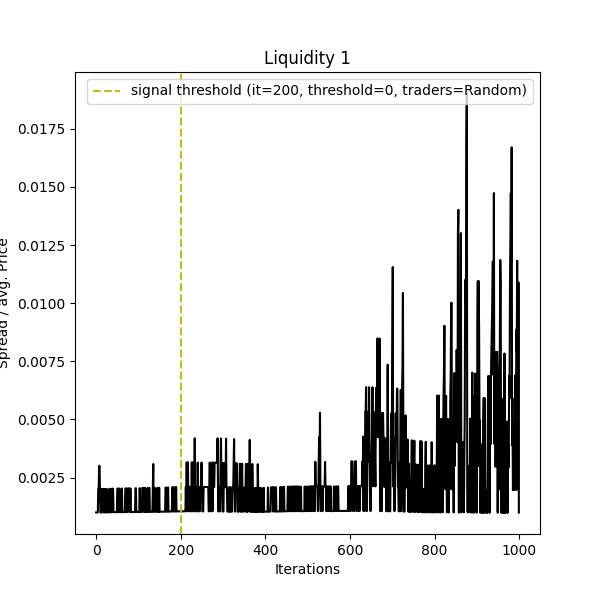 Liquidity 1
signal threshold (it=200, threshold=0, traders=Random)
0.0175
0.0150
0.0125
0.0100
0.0075
0.0050
0.0025
Spread / avg. Price
0 200 400 600 800 1000
Iterations